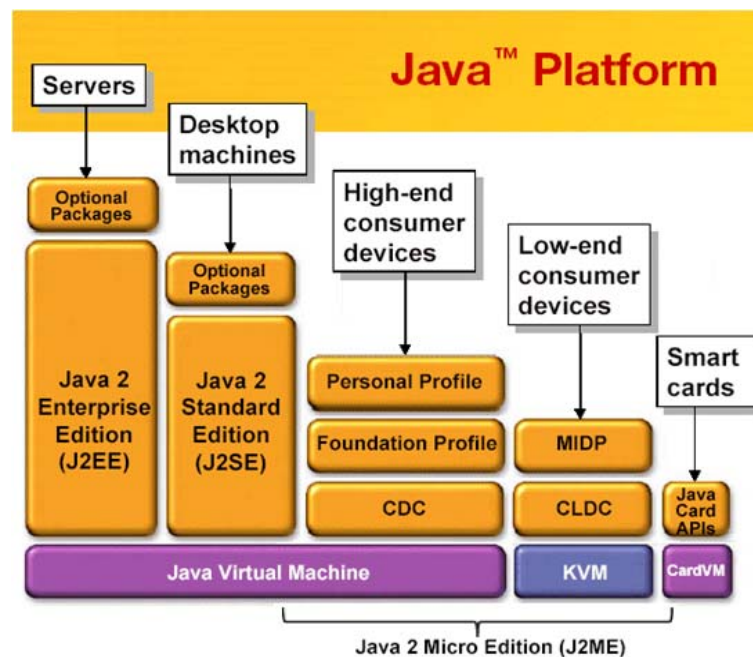 Java™ Platform
Servers
Desktop
machines
High-end
consumer
devices
Low-end
consumer
devices
Smart
cards
Optional
Packages
Java 2
Enterprise
Edition
(J2EE)
Optional
Packages
Java 2
Standard
Edition
(J2SE)
Personal Profile
Foundation Profile
CDC
MIDP
CLDC
Java
Card
APIs
Java Virtual Machine
KVM
CardVM
Java 2 Micro Edition (J2ME)